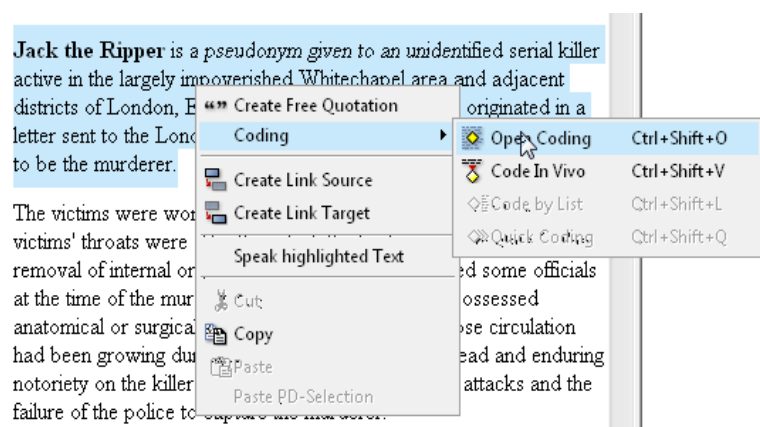 Jack the Ripper is a pseudonym given to an unidentified serial killer
active in the largely impoverished Whitechapel area and adjacent
districts of London, E
originated in a
letter sent to the Lond
to be the murderer.
The victims were wor
victims' throats were
removal of internal or
ed some officials
at the time of the mur
ossessed
anatomical or surgical
ose circulation
had been growing du
ead and enduring
notoriety on the killer
attacks and the
failure of the police to capture the murderer.
Create Free Quotation
Coding
Create Link Source
Create Link Target
Speak highlighted Text
Cut
Copy
Paste
Paste PD-Selection
Open Coding Ctrl+Shift+O
Code In Vivo Ctrl+Shift+V
Code by List Ctrl+Shift+L
Quick Coding Ctrl+Shift+Q